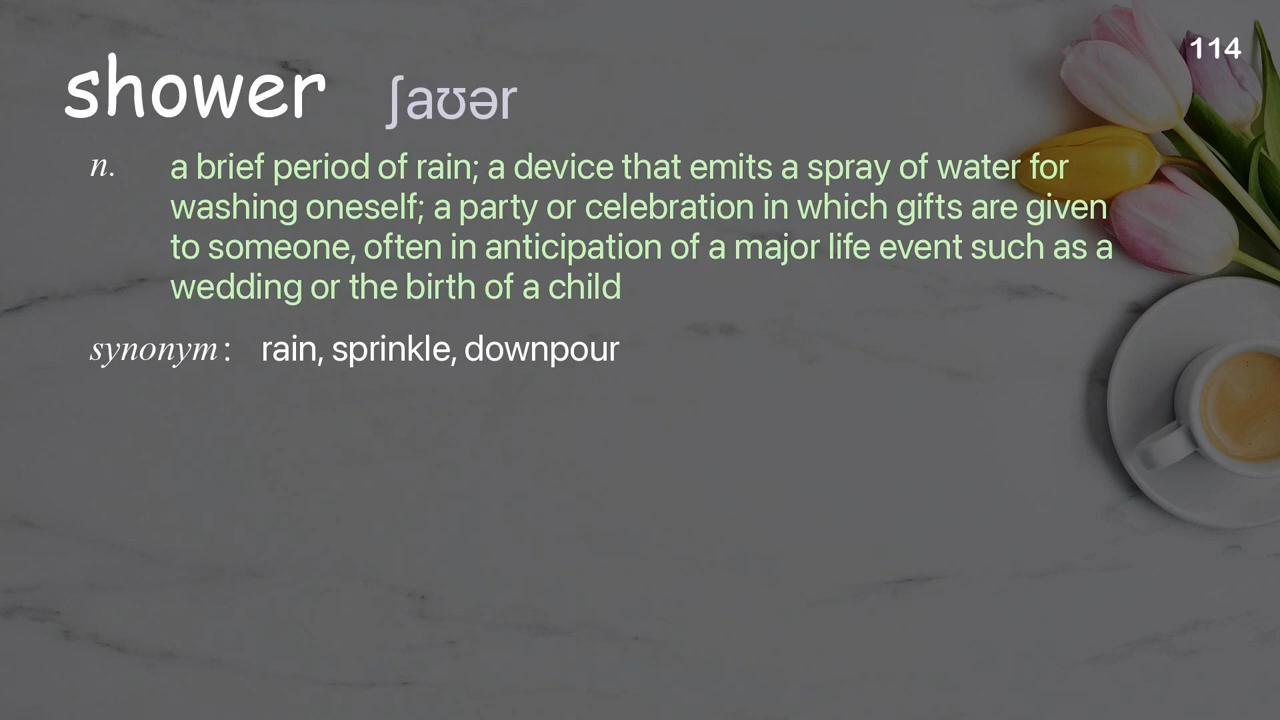 114
shower ʃaʊər
n. a brief period of rain; a device that emits a spray of water for
washing oneself; a party or celebration in which gifts are given
to someone, often in anticipation of a major life event such as a
wedding or the birth of a child
synonym: rain, sprinkle, downpour